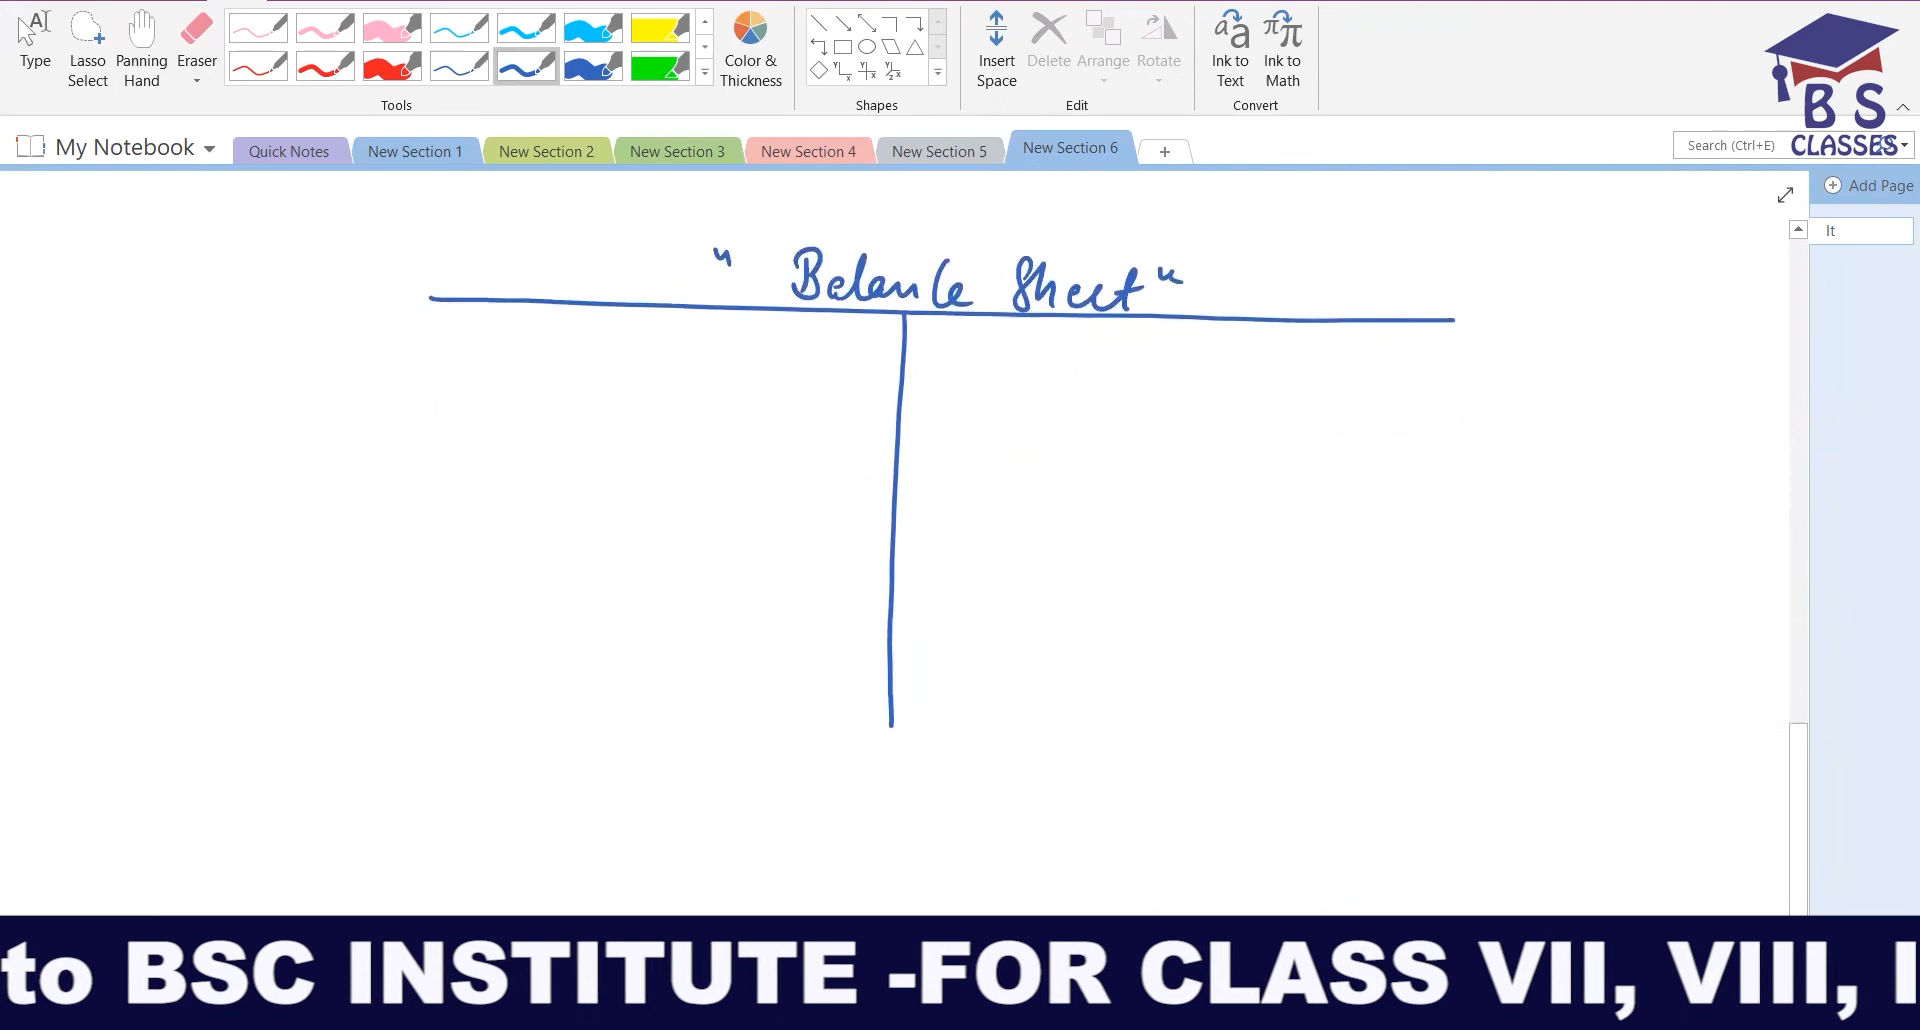 Type
Lasso Select
Panning Hand
Eraser
Color & Thickness
Insert Space
Delete
Arrange
Rotate
Ink to Text
Ink to Math
Tools
Shapes
Edit
Convert
B S
CLASSES
My Notebook
Quick Notes
New Section 1
New Section 2
New Section 3
New Section 4
New Section 5
New Section 6
Search (Ctrl+E)
Add Page
It
" Balance Sheet "
to BSC INSTITUTE -FOR CLASS VII, VIII, I